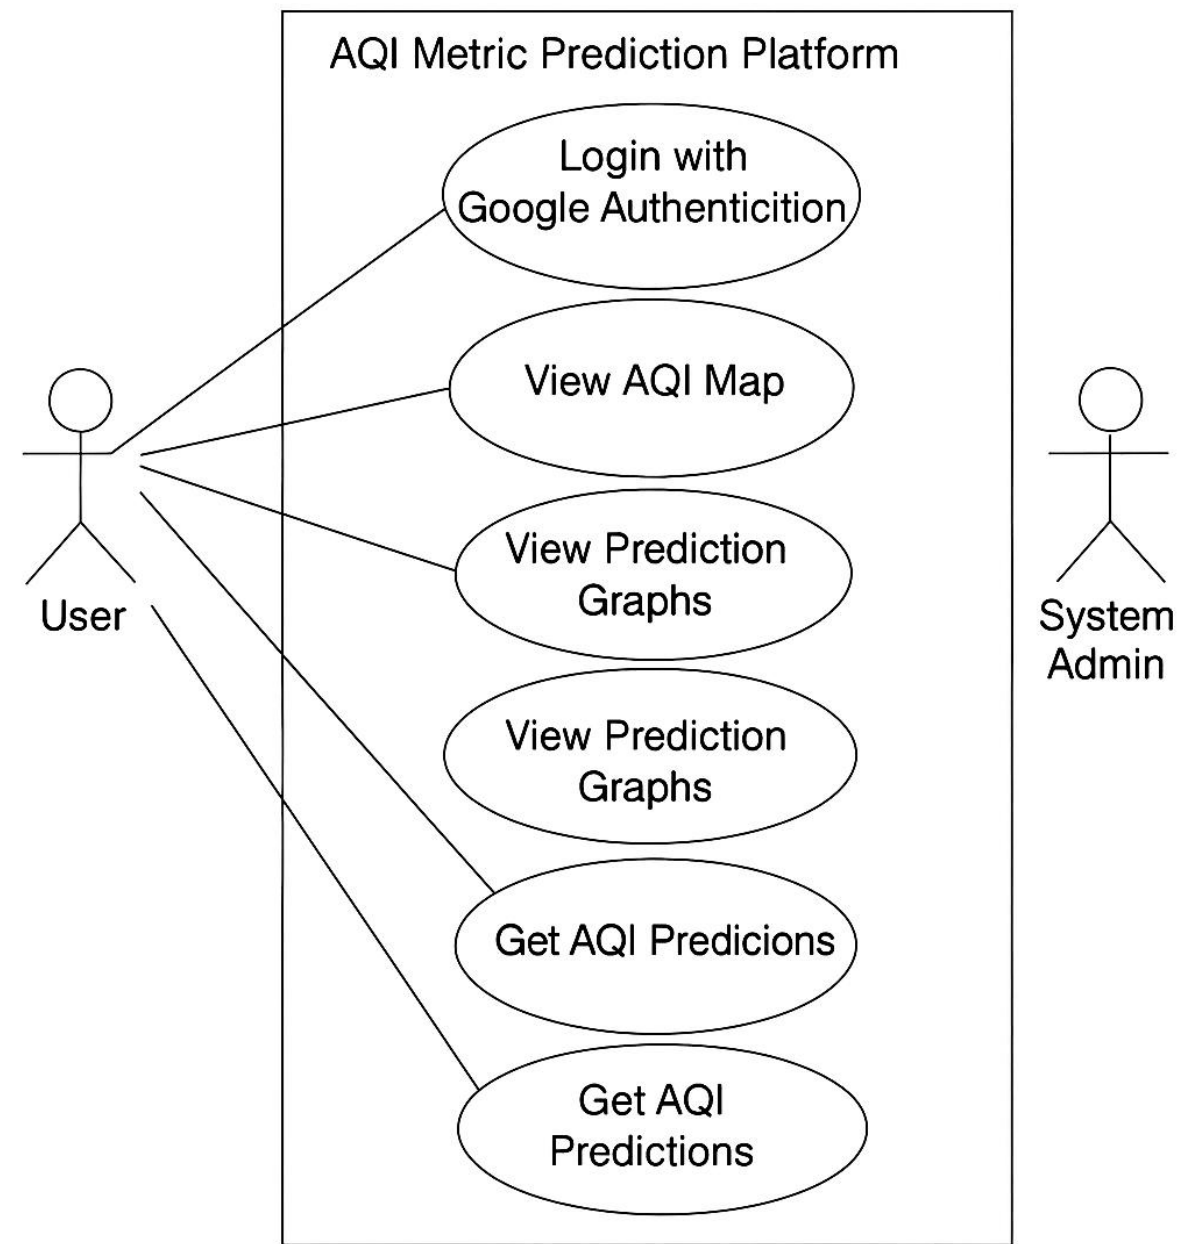 AQI Metric Prediction Platform
Login with
Google Authenticition
View AQI Map
View Prediction
Graphs
View Prediction
Graphs
Get AQI Predicions
Get AQI
Predictions
User
System
Admin